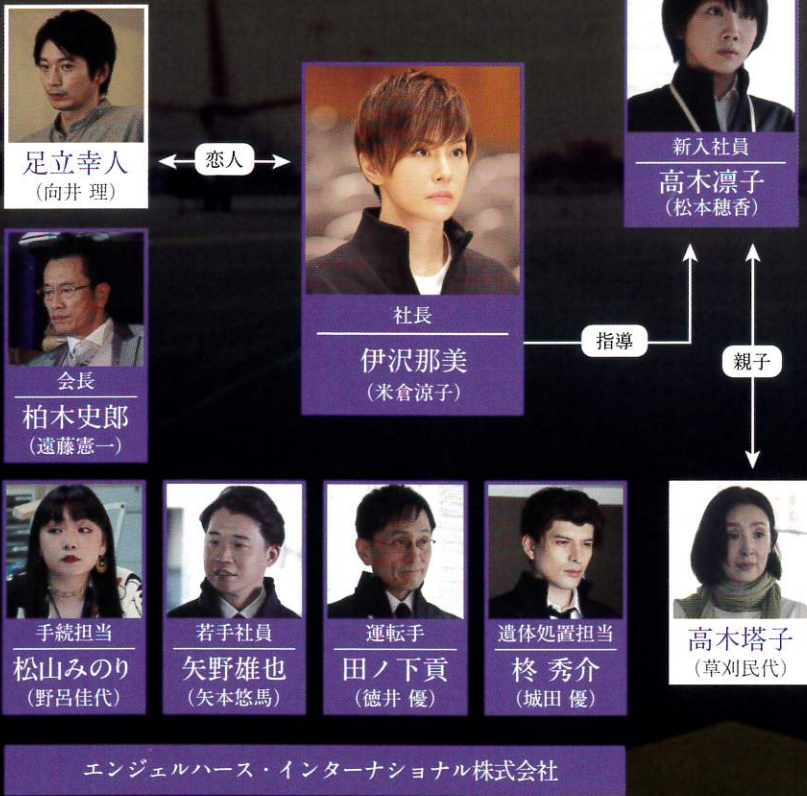 足立幸人
(向井 理)
恋人
社長
伊沢那美
(米倉涼子)
新入社員
高木凛子
(松本穂香)
指導
親子
会長
柏木史郎
(遠藤憲一)
手続担当
松山みのり
(野呂佳代)
若手社員
矢野雄也
(矢本悠馬)
運転手
田ノ下貢
(徳井 優)
遺体処置担当
柊 秀介
(城田 優)
高木塔子
(草刈民代)
エンジェルハース・インターナショナル株式会社